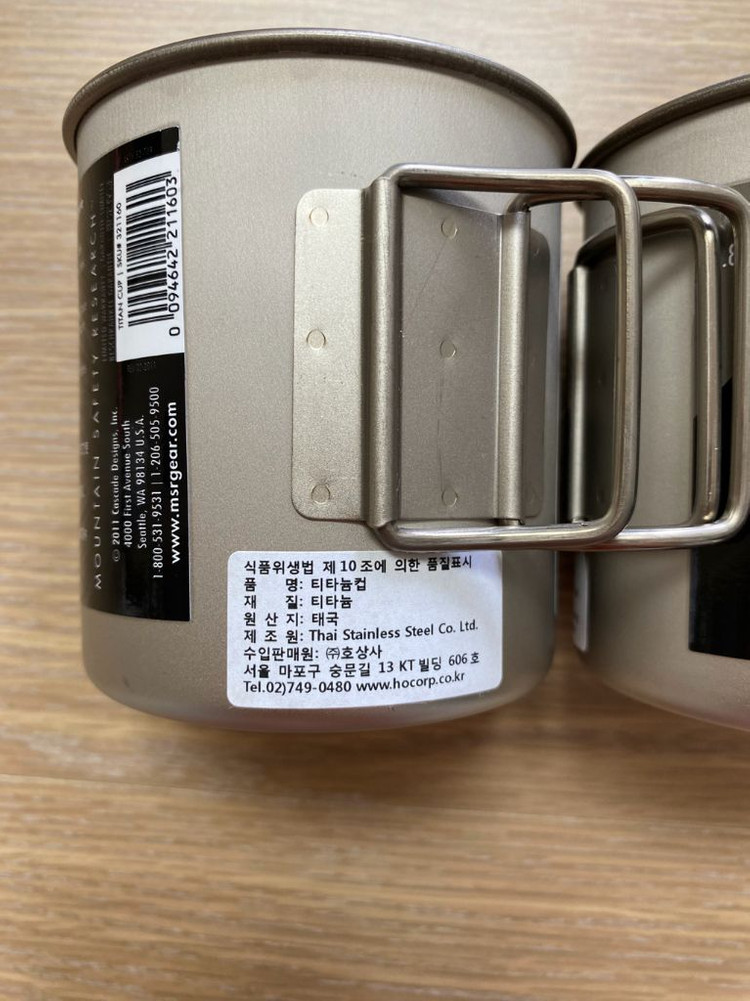 TITAN CUP | SKU# 321160
0 094642 211603
MOUNTAIN SAFETY RESEARCH
© 2011 Cascade Designs, Inc.
4000 First Avenue South
Seattle, WA 98134 U.S.A.
1-800-531-9531 | 1-206-505-9500
www.msrgear.com
식품위생법 제 10 조에 의한 품질표시
품 명: 티타늄컵
재 질: 티타늄
원 산 지: 태국
제 조 원: Thai Stainless Steel Co. Ltd.
수입판매원: ㈜호상사
서울 마포구 숭문길 13 KT 빌딩 606 호
Tel.02)749-0480 www.hocorp.co.kr